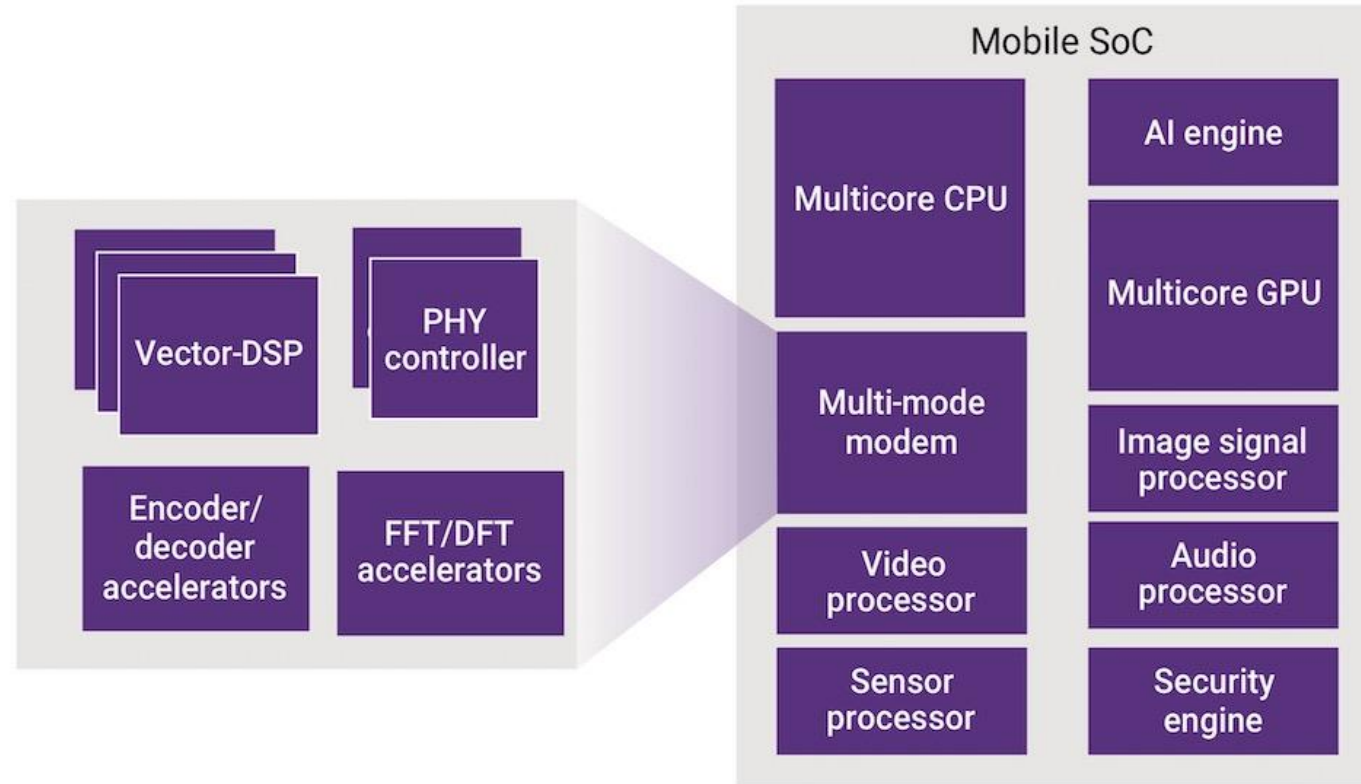 Mobile SoC
Multicore CPU
AI engine
Multicore GPU
Multi-mode
modem
Image signal
processor
Video
processor
Audio
processor
Sensor
processor
Security
engine
Vector-DSP
PHY
controller
Encoder/
decoder
accelerators
FFT/DFT
accelerators